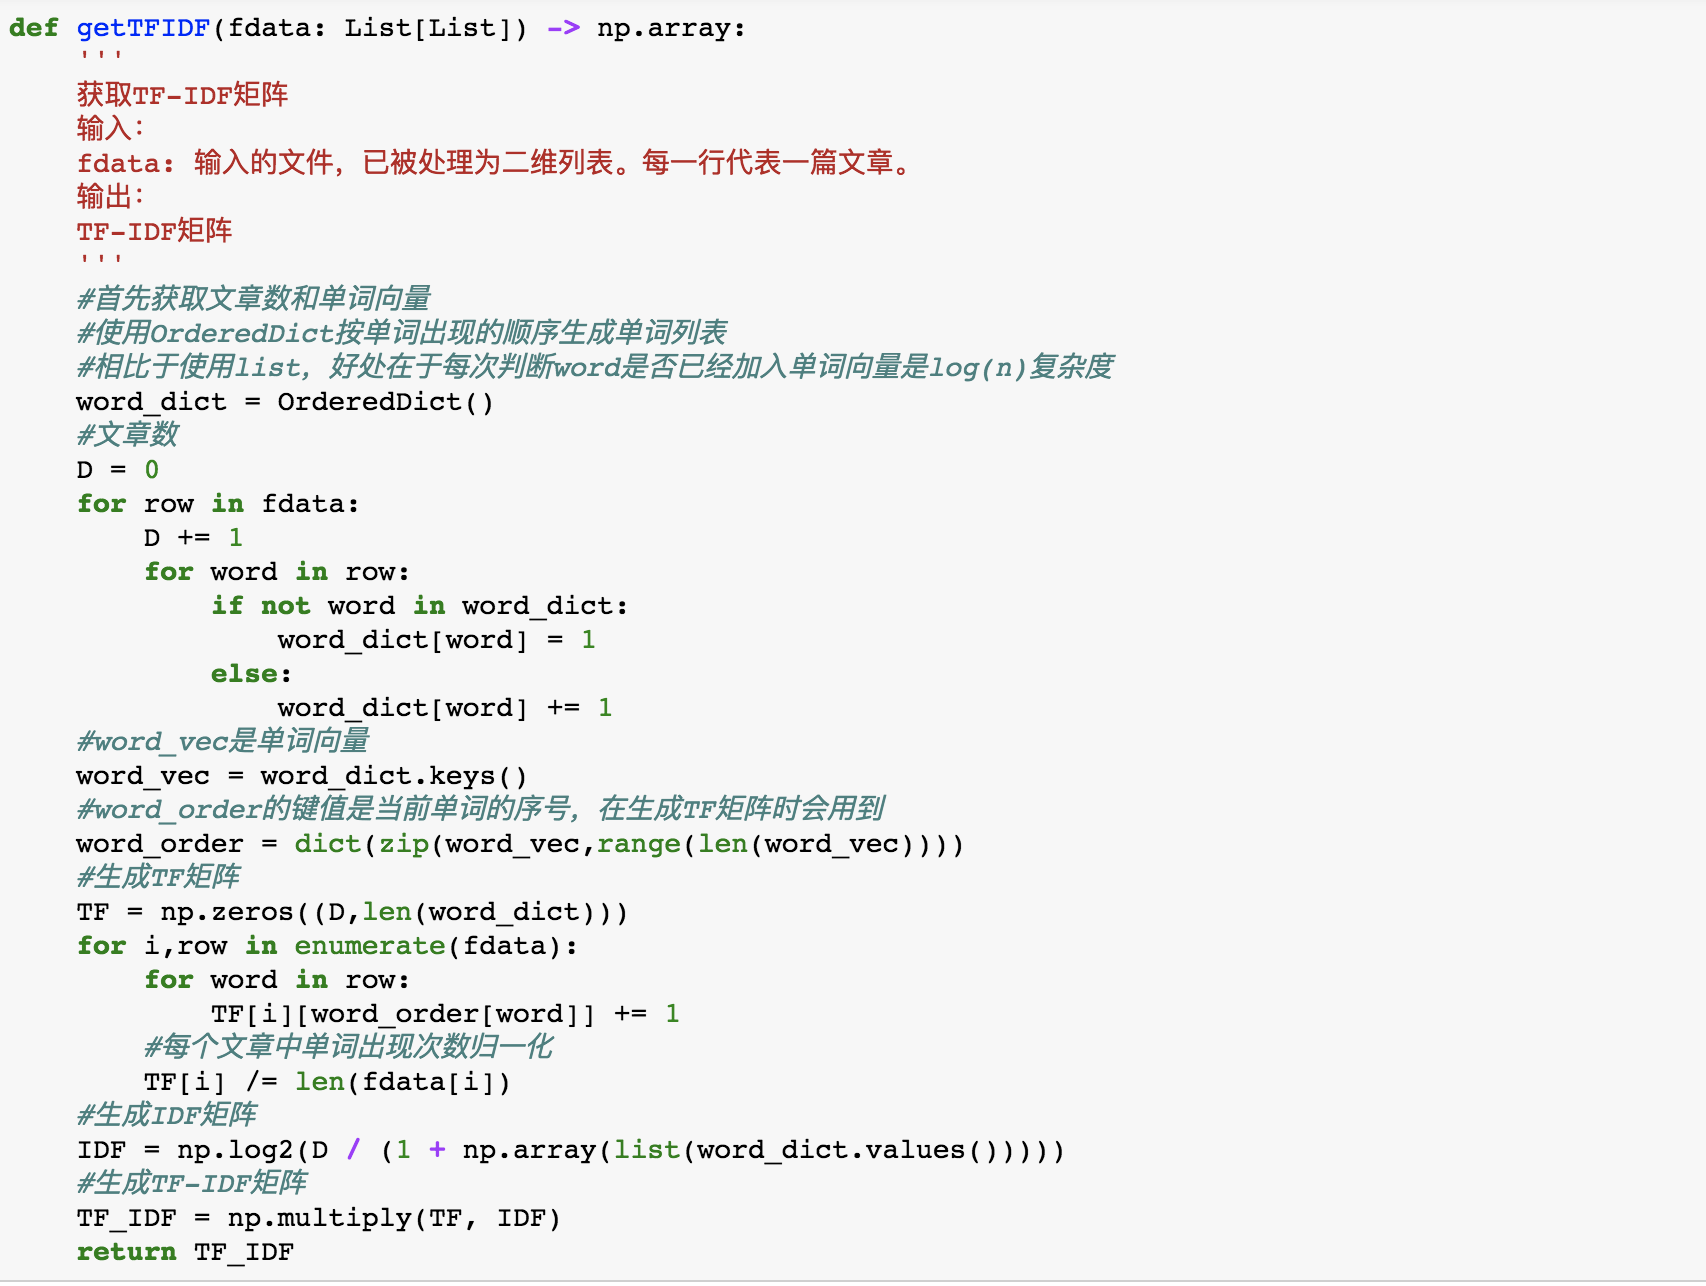 def getTFIDF(fdata: List[List]) -> np.array:
    '''
    获取TF-IDF矩阵
    输入：
    fdata: 输入的文件，已被处理为二维列表。每一行代表一篇文章。
    输出：
    TF-IDF矩阵
    '''
    #首先获取文章数和单词向量
    #使用OrderedDict按单词出现的顺序生成单词列表
    #相比于使用list，好处在于每次判断word是否已经加入单词向量是log(n)复杂度
    word_dict = OrderedDict()
    #文章数
    D = 0
    for row in fdata:
        D += 1
        for word in row:
            if not word in word_dict:
                word_dict[word] = 1
            else:
                word_dict[word] += 1
    #word_vec是单词向量
    word_vec = word_dict.keys()
    #word_order的键值是当前单词的序号，在生成TF矩阵时会用到
    word_order = dict(zip(word_vec,range(len(word_vec))))
    #生成TF矩阵
    TF = np.zeros((D,len(word_dict)))
    for i,row in enumerate(fdata):
        for word in row:
            TF[i][word_order[word]] += 1
        #每个文章中单词出现次数归一化
        TF[i] /= len(fdata[i])
    #生成IDF矩阵
    IDF = np.log2(D / (1 + np.array(list(word_dict.values()))))
    #生成TF-IDF矩阵
    TF_IDF = np.multiply(TF, IDF)
    return TF_IDF